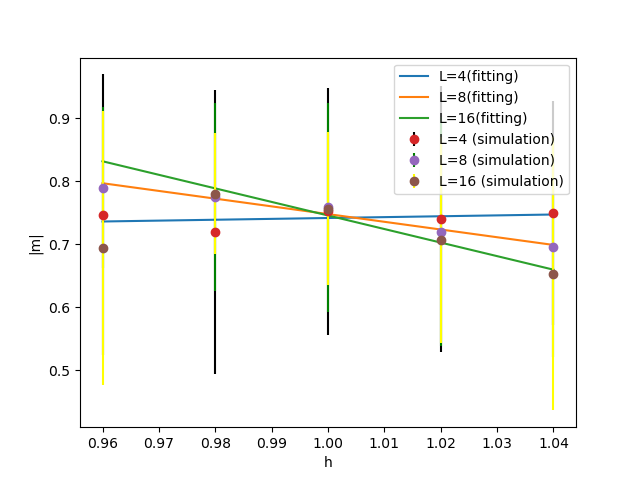 L=4(fitting)
L=8(fitting)
L=16(fitting)
L=4 (simulation)
L=8 (simulation)
L=16 (simulation)
0.9
0.8
0.7
0.6
0.5
|m|
0.96 0.97 0.98 0.99 1.00 1.01 1.02 1.03 1.04
h